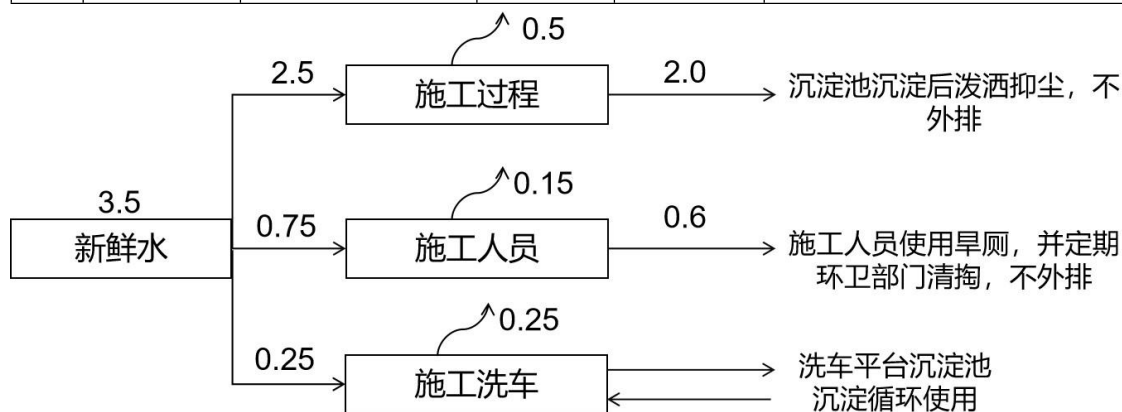 0.5
2.5
施工过程
2.0
沉淀池沉淀后泼洒抑尘，不
外排
3.5
新鲜水
0.75
0.15
施工人员
0.6
施工人员使用旱厕，并定期
环卫部门清掏，不外排
0.25
0.25
施工洗车
洗车平台沉淀池
沉淀循环使用